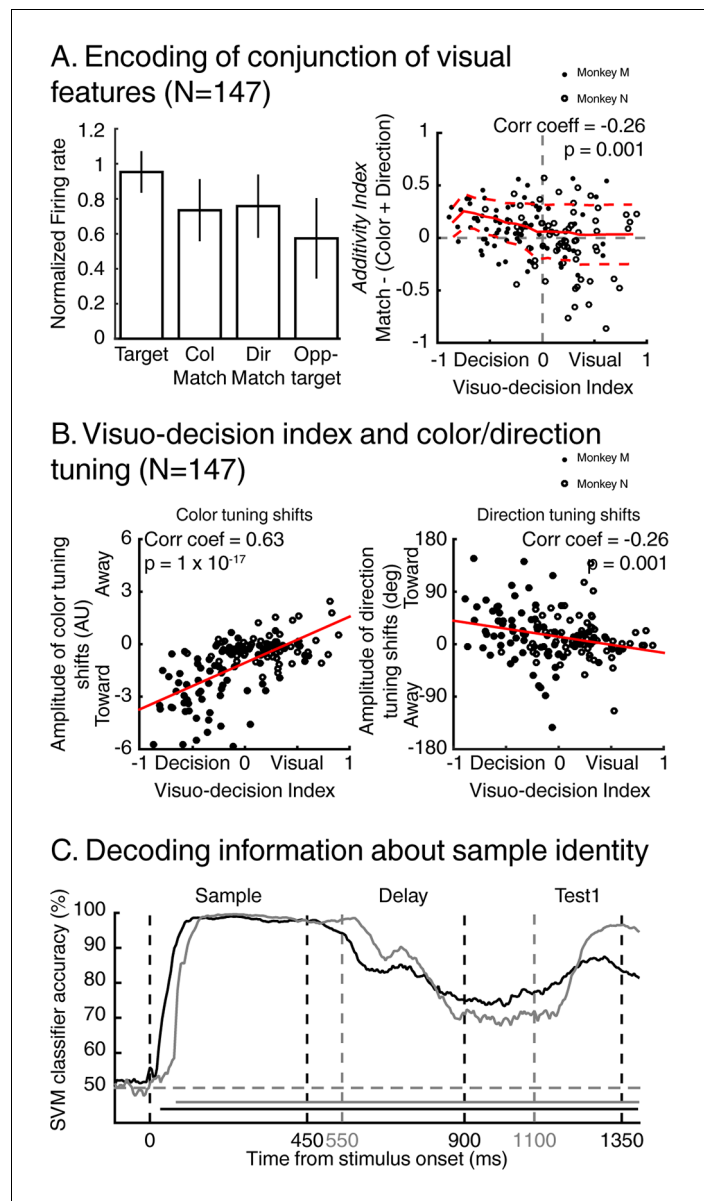 A. Encoding of conjunction of visual
features (N=147)
Monkey M
Monkey N
Normalized Firing rate
1.2
1
0.8
0.6
0.4
0.2
0
Target
Col
Match
Dir
Match
Opp-
target
Corr coeff = -0.26
p = 0.001
Additivity Index
Match - (Color + Direction)
1
0.5
0
-0.5
-1
-1 Decision 0 Visual 1
Visuo-decision Index
B. Visuo-decision index and color/direction
tuning (N=147)
Monkey M
Monkey N
Color tuning shifts
Corr coef = 0.63
p = 1 x 10-17
Amplitude of color tuning
shifts (AU)
Toward
Away
6
3
0
-3
-6
-1 Decision 0 Visual 1
Visuo-decision Index
Direction tuning shifts
Corr coef = -0.26
p = 0.001
Amplitude of direction
tuning shifts (deg)
Away
Toward
180
90
0
-90
-180
-1 Decision 0 Visual 1
Visuo-decision Index
C. Decoding information about sample identity
Sample Delay Test1
SVM classifier accuracy (%)
100
90
80
70
60
50
0 450 550 900 1100 1350
Time from stimulus onset (ms)